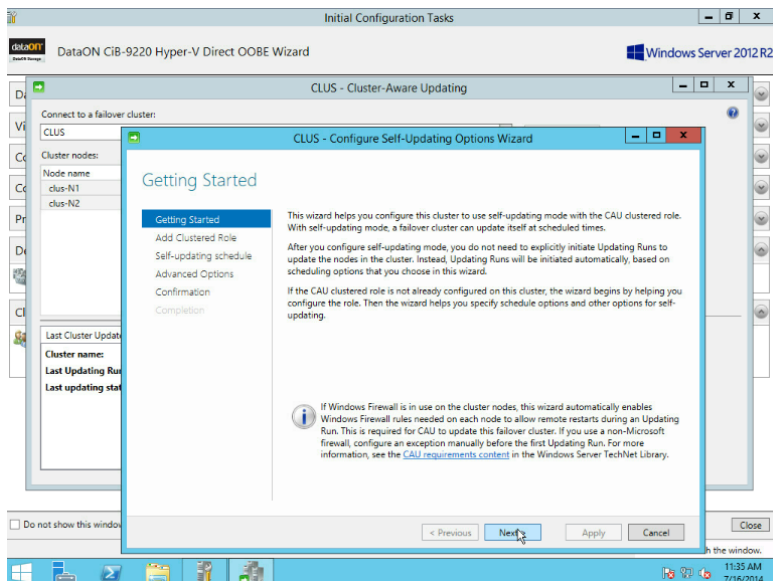 Initial Configuration Tasks
dataON
DataON CiB-9220 Hyper-V Direct OOBE Wizard
Windows Server 2012 R2
CLUS - Cluster-Aware Updating
Connect to a failover cluster:
CLUS
CLUS - Configure Self-Updating Options Wizard
Cluster nodes:
Node name
clus-N1
clus-N2
Getting Started
Getting Started
Add Clustered Role
Self-updating schedule
Advanced Options
Confirmation
Completion
This wizard helps you configure this cluster to use self-updating mode with the CAU clustered role.
With self-updating mode, a failover cluster can update itself at scheduled times.
After you configure self-updating mode, you do not need to explicitly initiate Updating Runs to
update the nodes in the cluster. Instead, Updating Runs will be initiated automatically, based on
scheduling options that you choose in this wizard.
If the CAU clustered role is not already configured on this cluster, the wizard begins by helping you
configure the role. Then the wizard helps you specify schedule options and other options for self-
updating.
If Windows Firewall is in use on the cluster nodes, this wizard automatically enables
Windows Firewall rules needed on each node to allow remote restarts during an Updating
Run. This is required for CAU to update this failover cluster. If you use a non-Microsoft
firewall, configure an exception manually before the first Updating Run. For more
information, see the CAU requirements content in the Windows Server TechNet Library.
Last Cluster Update
Cluster name:
Last Updating Run
Last updating stat
< Previous
Next >
Apply
Cancel
Do not show this window
Close
h the window.
11:35 AM
7/16/2014